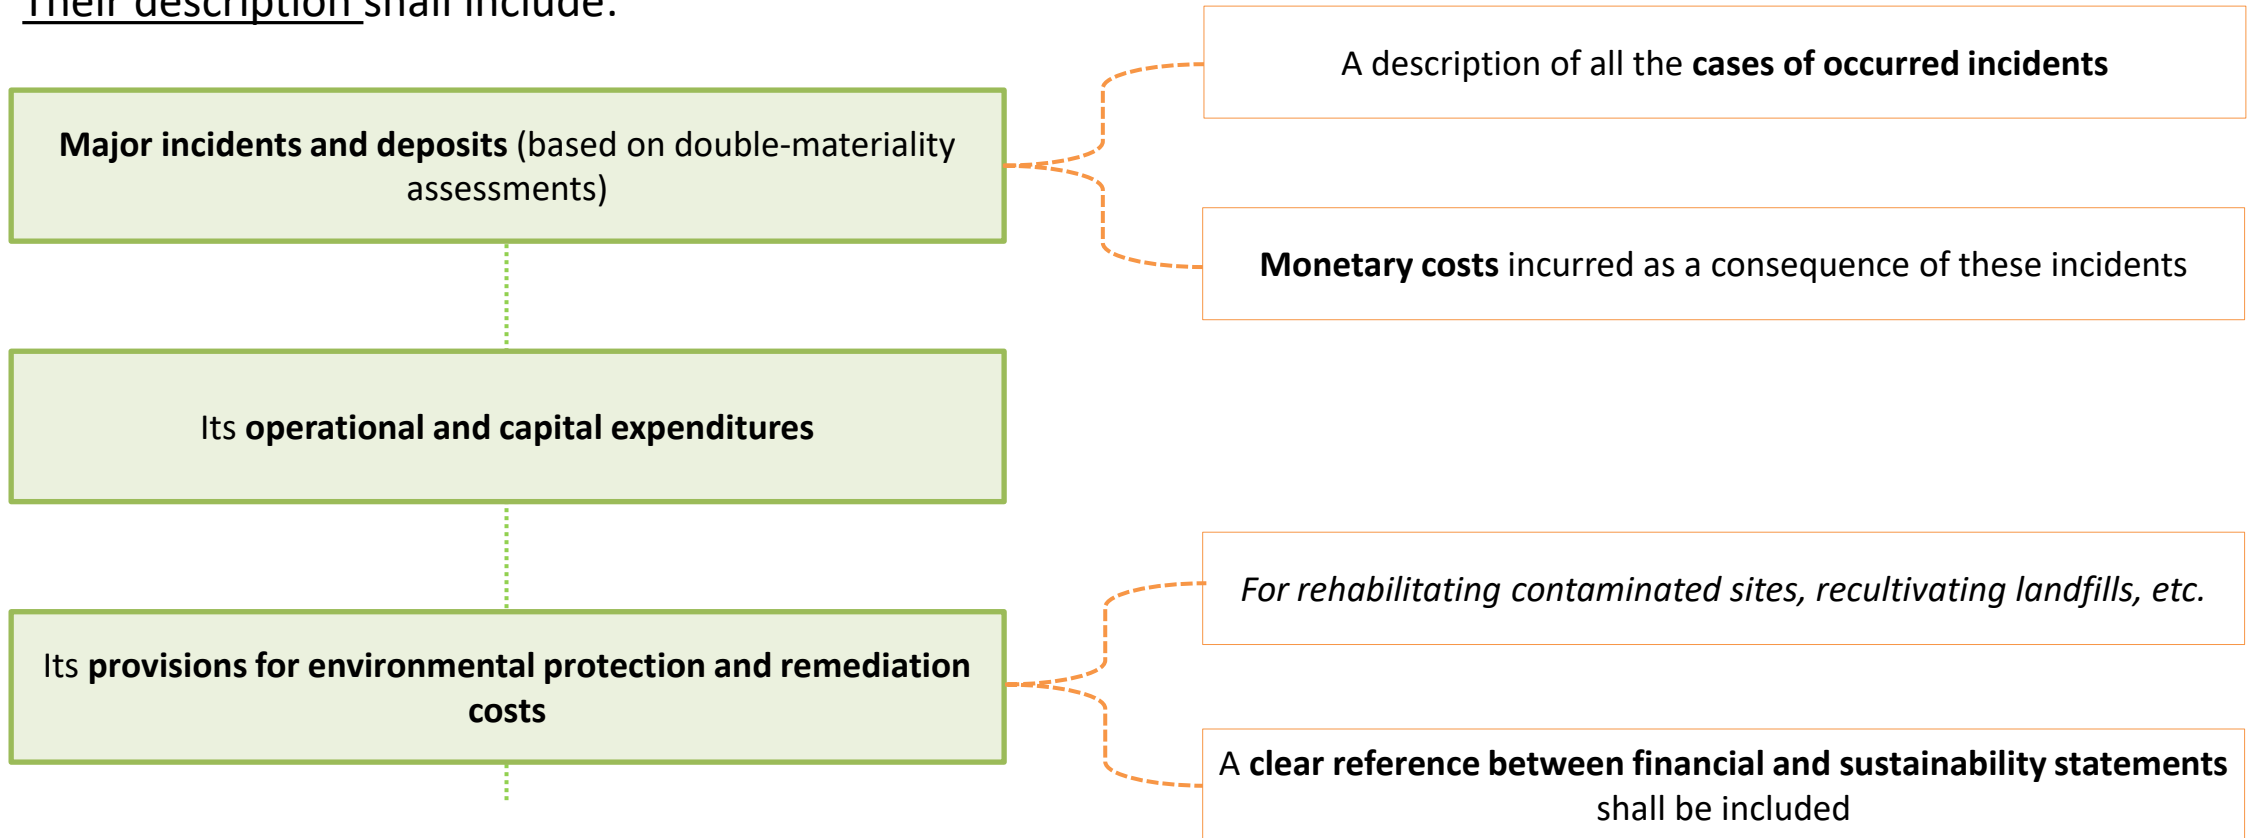 Their description shall include:
A description of all the cases of occurred incidents
Major incidents and deposits (based on double-materiality
assessments)
Monetary costs incurred as a consequence of these incidents
Its operational and capital expenditures
For rehabilitating contaminated sites, recultivating landfills, etc.
Its provisions for environmental protection and remediation
costs
A clear reference between financial and sustainability statements
shall be included